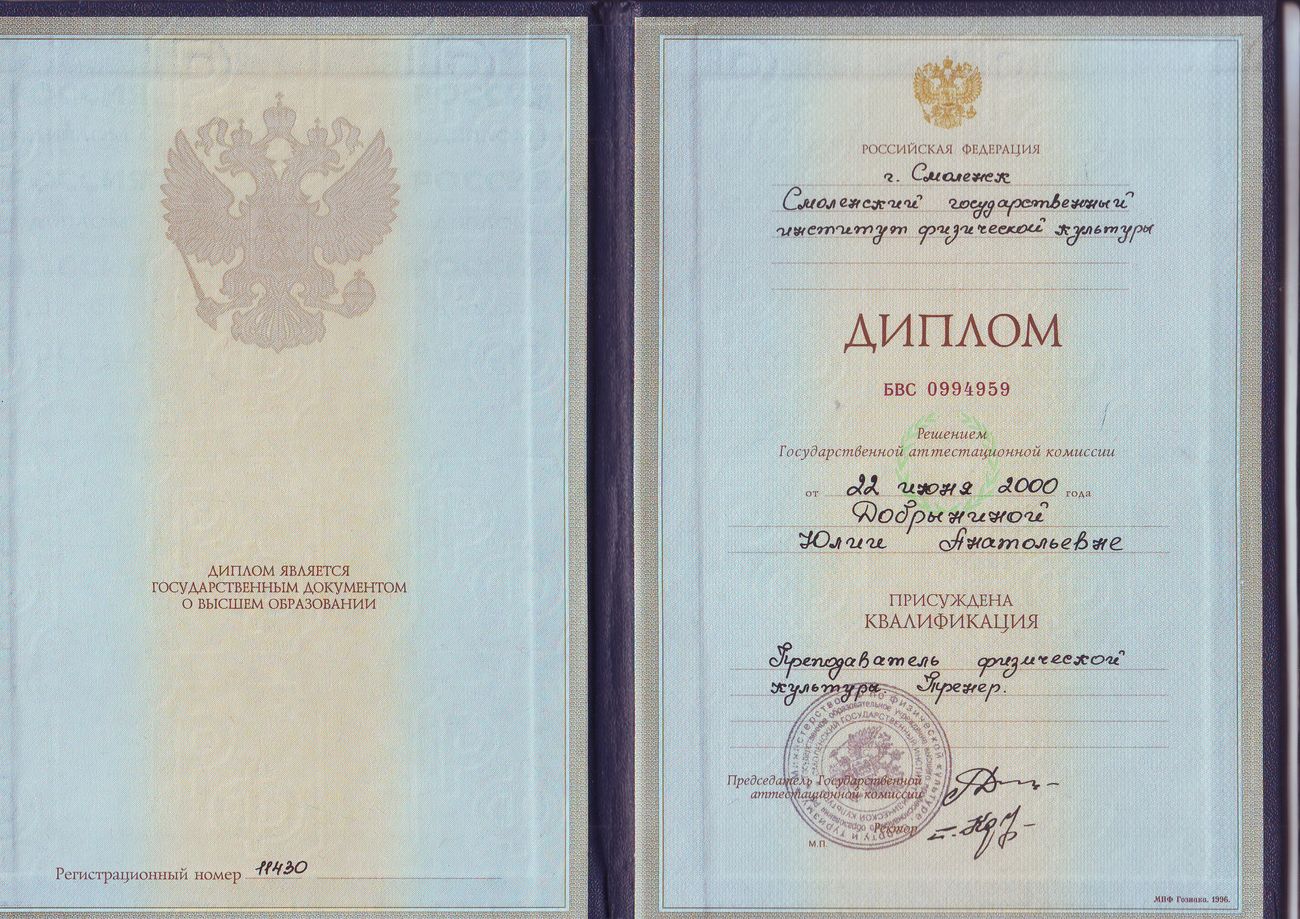 ДИПЛОМ ЯВЛЯЕТСЯ
ГОСУДАРСТВЕННЫМ ДОКУМЕНТОМ
О ВЫСШЕМ ОБРАЗОВАНИИ
Регистрационный номер 11430
РОССИЙСКАЯ ФЕДЕРАЦИЯ
г. Смоленск
Смоленский государственный
институт физической культуры
ДИПЛОМ
БВС 0994959
Решением
Государственной аттестационной комиссии
от 22 июня 2000 года
Добрыниной
Юлии Анатольевне
ПРИСУЖДЕНА
КВАЛИФИКАЦИЯ
Преподаватель физической
культуры. Тренер.
Председатель Государственной
аттестационной комиссии
Ректор
М.П.
МПФ Гознака. 1996.